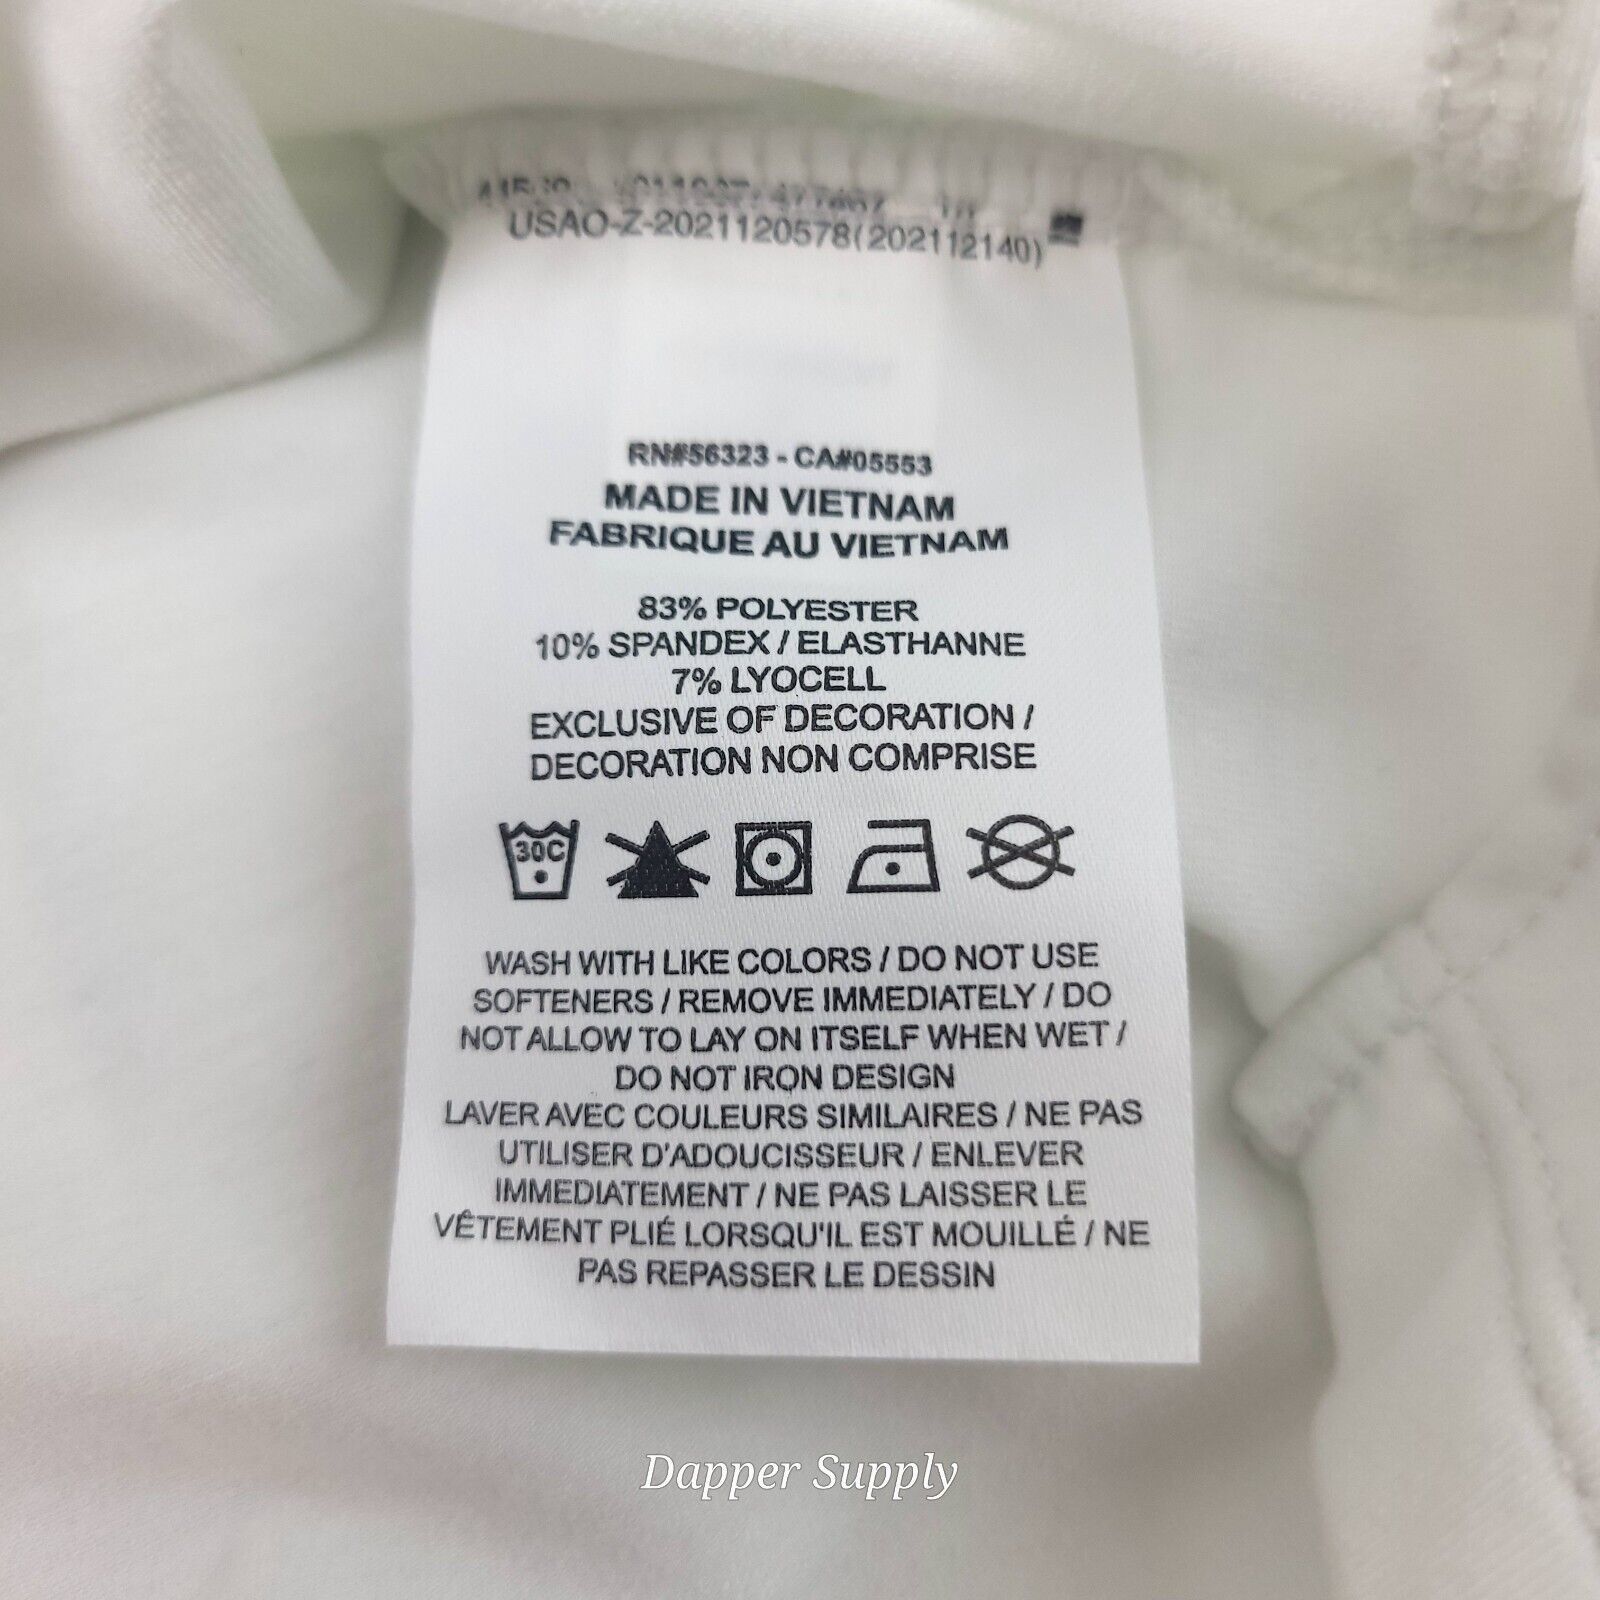 USAO-Z-2021120578(202112140)
RN#56323 - CA#05553
MADE IN VIETNAM
FABRIQUE AU VIETNAM
83% POLYESTER
10% SPANDEX / ELASTHANNE
7% LYOCELL
EXCLUSIVE OF DECORATION /
DECORATION NON COMPRISE
30C
WASH WITH LIKE COLORS / DO NOT USE
SOFTENERS / REMOVE IMMEDIATELY / DO
NOT ALLOW TO LAY ON ITSELF WHEN WET /
DO NOT IRON DESIGN
LAVER AVEC COULEURS SIMILAIRES / NE PAS
UTILISER D'ADOUCISSEUR / ENLEVER
IMMEDIATEMENT / NE PAS LAISSER LE
VÊTEMENT PLIÉ LORSQU'IL EST MOUILLÉ / NE
PAS REPASSER LE DESSIN
Dapper Supply